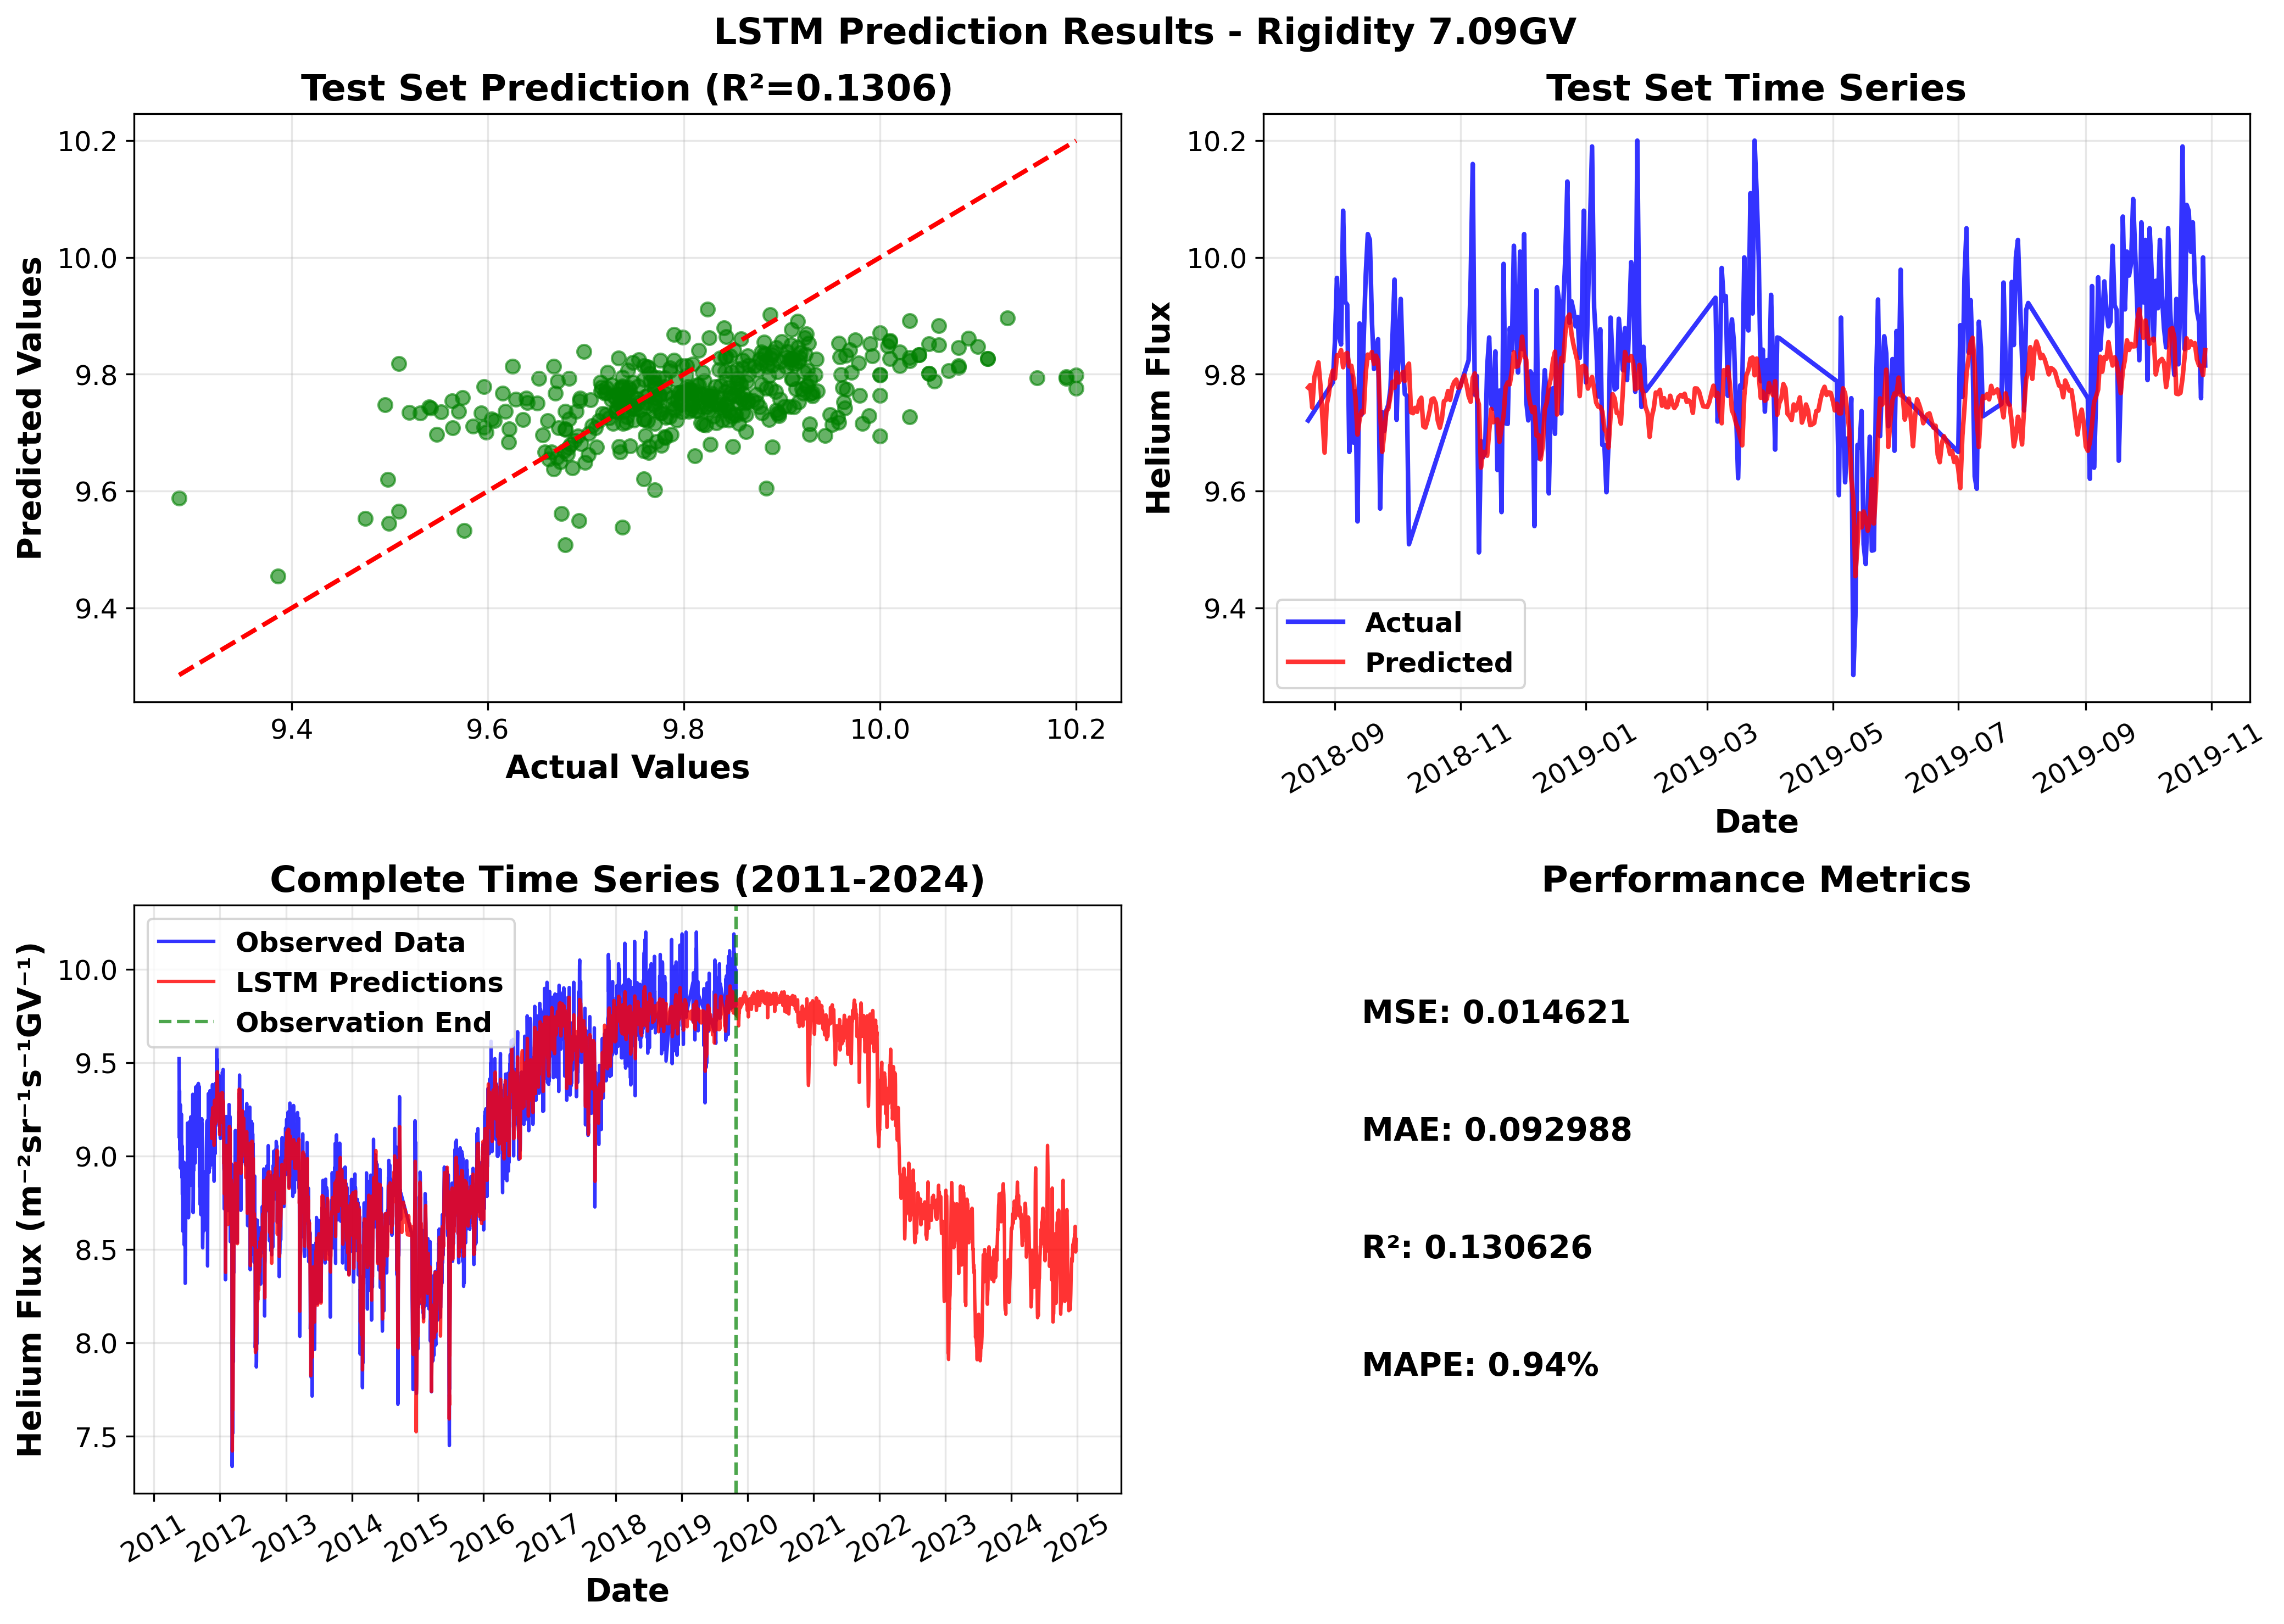 LSTM Prediction Results - Rigidity 7.09GV
Test Set Prediction (R²=0.1306)
10.2
10.0
9.8
9.6
9.4
Predicted Values
9.4 9.6 9.8 10.0 10.2
Actual Values
Test Set Time Series
10.2
10.0
9.8
9.6
9.4
Helium Flux
Actual
Predicted
2018-09 2018-11 2019-01 2019-03 2019-05 2019-07 2019-09 2019-11
Date
Complete Time Series (2011-2024)
Observed Data
LSTM Predictions
Observation End
10.0
9.5
9.0
8.5
8.0
7.5
Helium Flux (m⁻²sr⁻¹s⁻¹GV⁻¹)
2011 2012 2013 2014 2015 2016 2017 2018 2019 2020 2021 2022 2023 2024 2025
Date
Performance Metrics
MSE: 0.014621
MAE: 0.092988
R²: 0.130626
MAPE: 0.94%